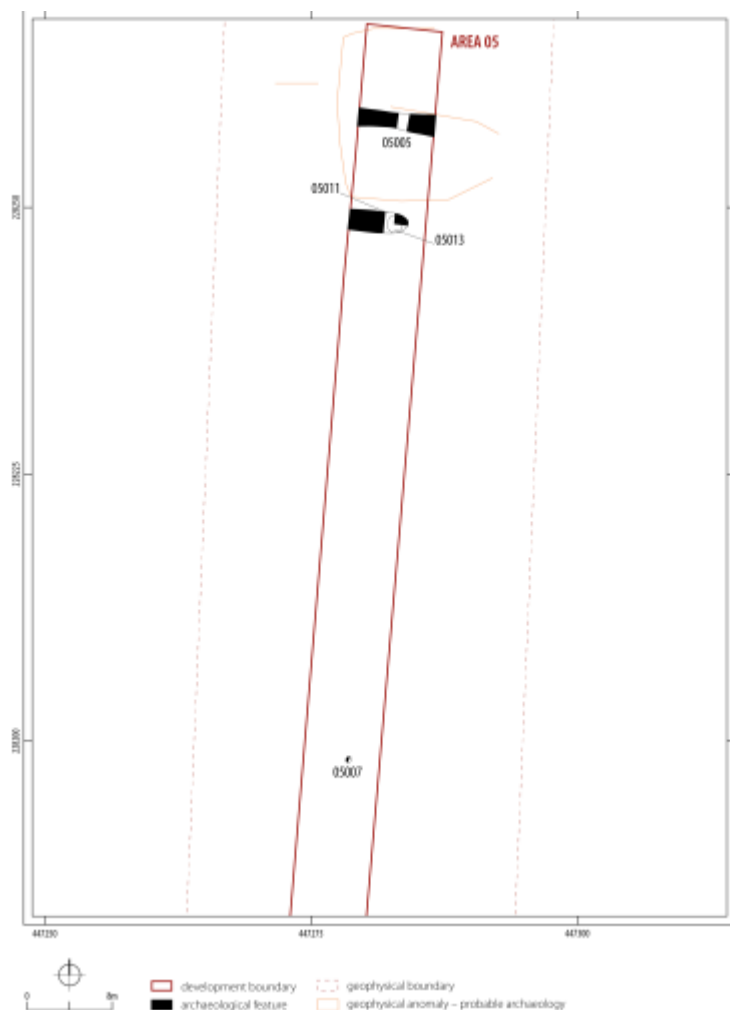 AREA 05
05005
05011
05013
05007
447250 447275 447300
0 8m
development boundary geophysical boundary
archaeological feature geophysical anomaly – probable archaeology